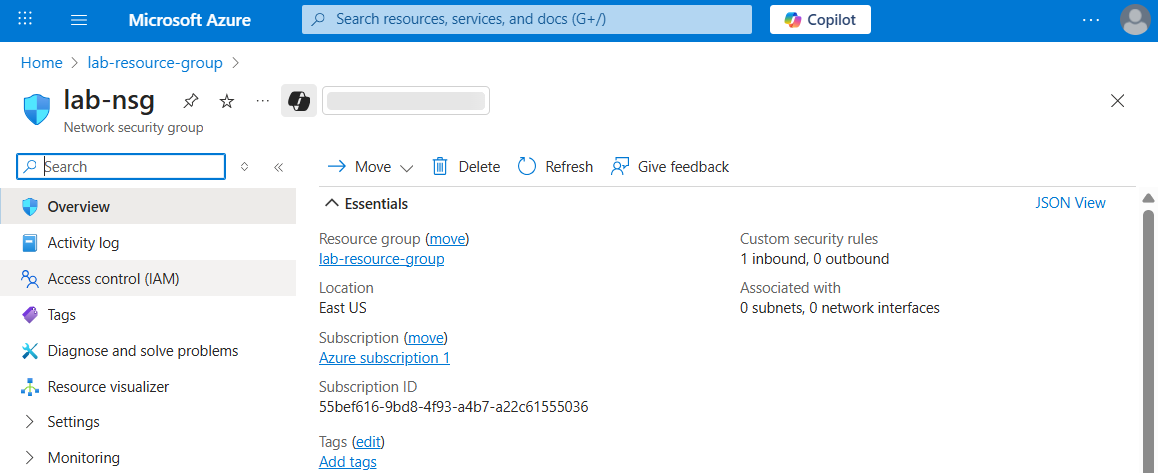 Microsoft Azure
Search resources, services, and docs (G+/)
Copilot
Home > lab-resource-group >
lab-nsg
Network security group
Search
Move
Delete
Refresh
Give feedback
Overview
Activity log
Access control (IAM)
Tags
Diagnose and solve problems
Resource visualizer
Settings
Monitoring
Essentials
JSON View
Resource group (move)
lab-resource-group
Location
East US
Subscription (move)
Azure subscription 1
Subscription ID
55bef616-9bd8-4f93-a4b7-a22c61555036
Tags (edit)
Add tags
Custom security rules
1 inbound, 0 outbound
Associated with
0 subnets, 0 network interfaces